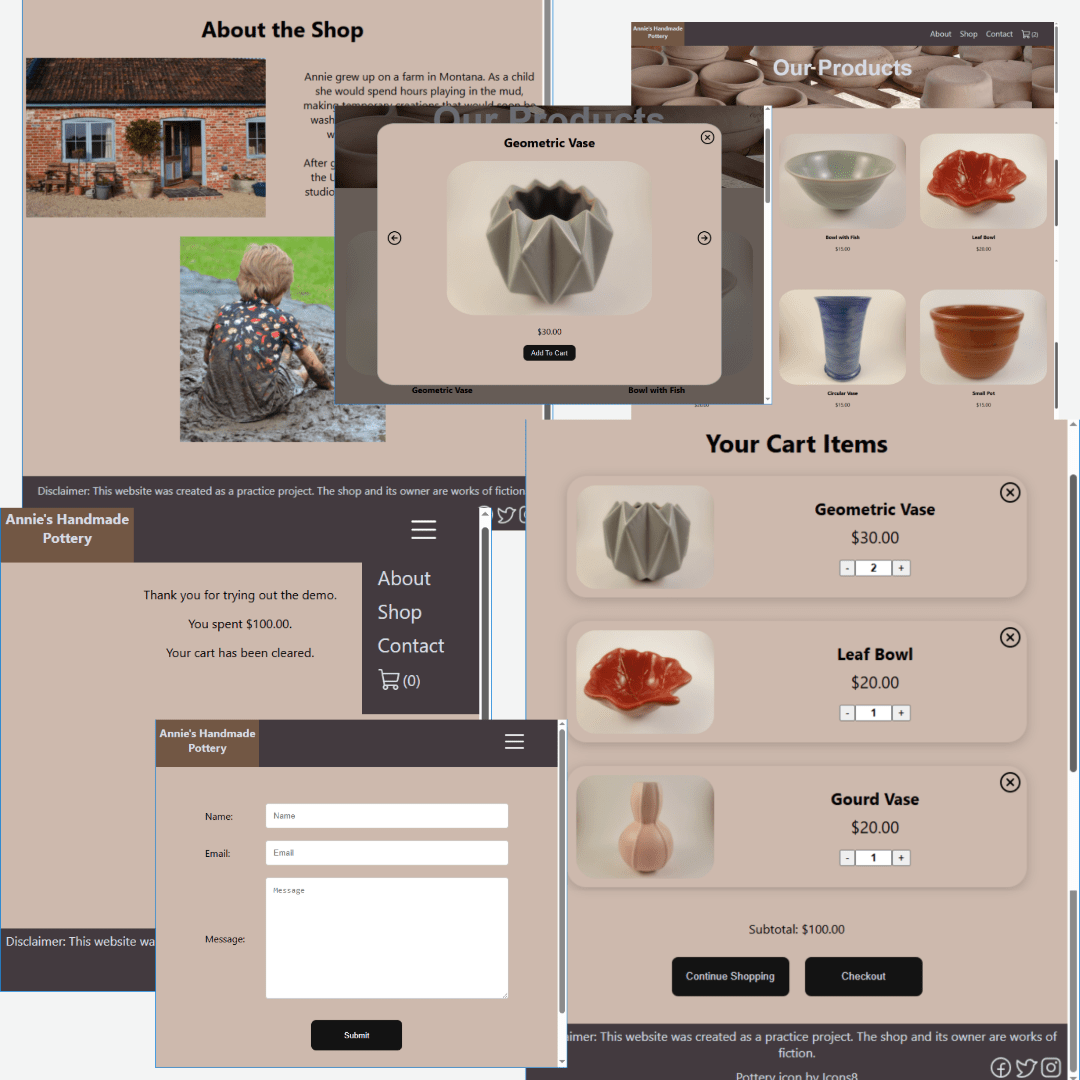 About the Shop
Annie grew up on a farm in Montana. As a child
she would spend hours playing in the mud,
making temporary creations that would soon be
wash
w
After g
the U
studio
Disclaimer: This website was created as a practice project. The shop and its owner are works of fiction
Annie's Handmade
Pottery
About
Shop
Contact
(2)
Our Products
Bowl with Fish
$15.00
Leaf Bowl
$20.00
Circular Vase
$15.00
Small Pot
$15.00
Our Products
Geometric Vase
$30.00
Add To Cart
Geometric Vase
Bowl with Fish
Annie's Handmade
Pottery
About
Shop
Contact
(0)
Thank you for trying out the demo.
You spent $100.00.
Your cart has been cleared.
Disclaimer: This website wa
Annie's Handmade
Pottery
Name:
Name
Email:
Email
Message:
Message
Submit
Your Cart Items
Geometric Vase
$30.00
- 2 +
Leaf Bowl
$20.00
- 1 +
Gourd Vase
$20.00
- 1 +
Subtotal: $100.00
Continue Shopping
Checkout
aimer: This website was created as a practice project. The shop and its owner are works of
fiction.
Pottery icon by Icons8